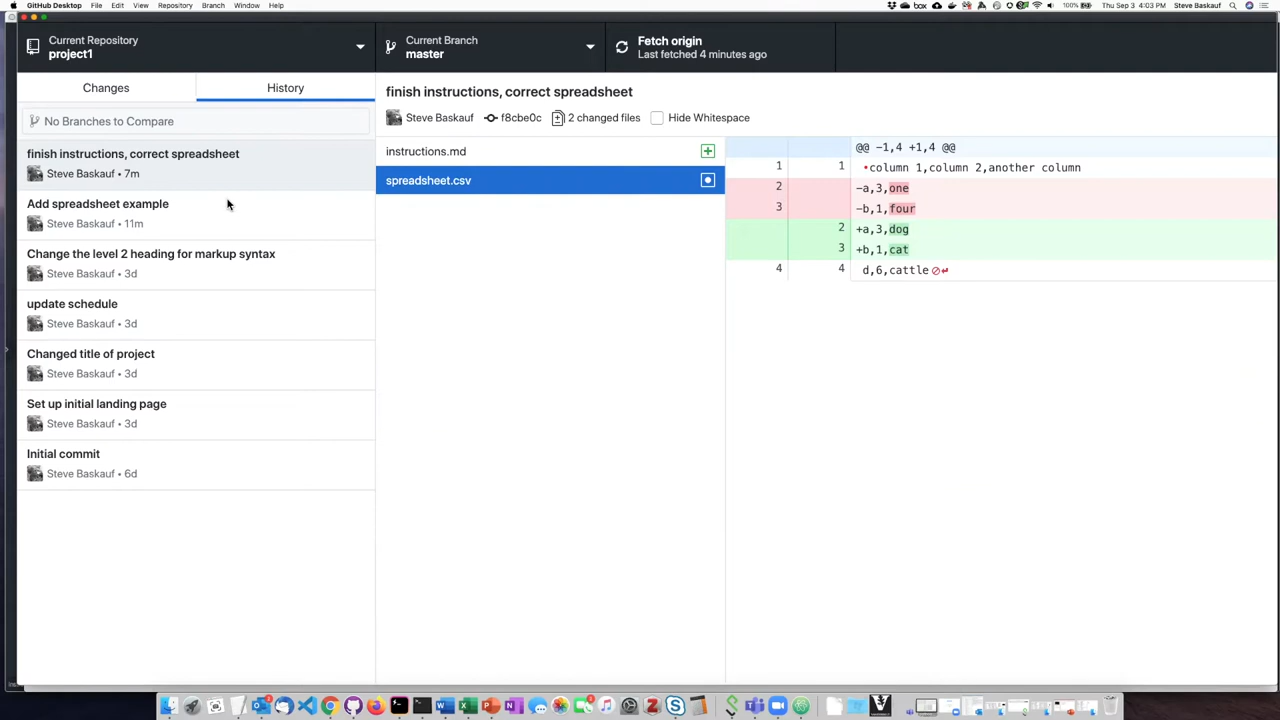 GitHub Desktop File Edit View Repository Branch Window Help
box 100% Thu Sep 3 4:03 PM Steve Baskauf
Current Repository
project1
Current Branch
master
Fetch origin
Last fetched 4 minutes ago
Changes
History
No Branches to Compare
finish instructions, correct spreadsheet
Steve Baskauf • 7m
Add spreadsheet example
Steve Baskauf • 11m
Change the level 2 heading for markup syntax
Steve Baskauf • 3d
update schedule
Steve Baskauf • 3d
Changed title of project
Steve Baskauf • 3d
Set up initial landing page
Steve Baskauf • 3d
Initial commit
Steve Baskauf • 6d
finish instructions, correct spreadsheet
Steve Baskauf f8cbe0c 2 changed files Hide Whitespace
instructions.md
spreadsheet.csv
@@ -1,4 +1,4 @@
1 1 column 1,column 2,another column
2 -a,3,one
3 -b,1,four
2 +a,3,dog
3 +b,1,cat
4 4 d,6,cattle